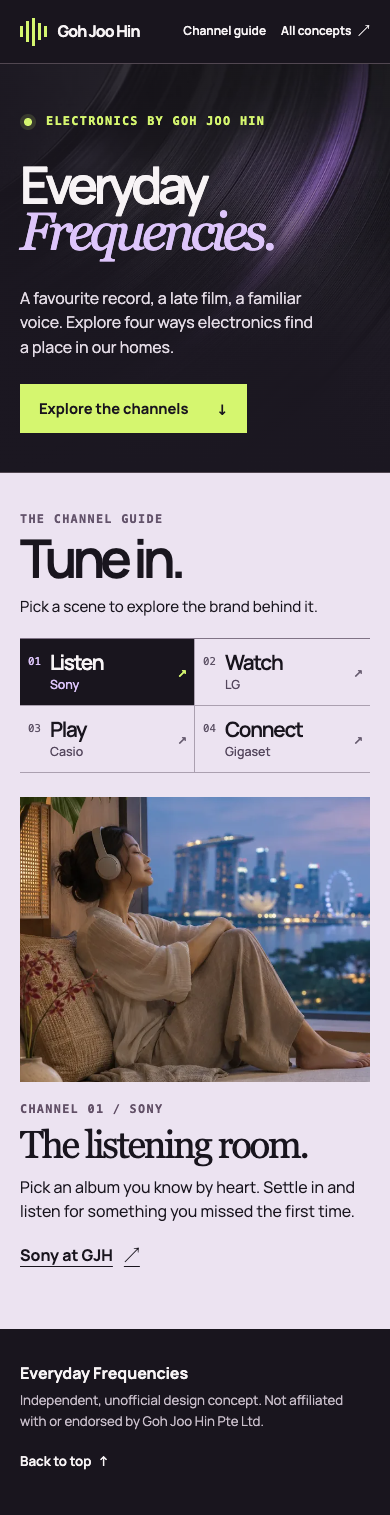 Goh Joo Hin
Channel guide
All concepts ↗
ELECTRONICS BY GOH JOO HIN
Everyday
Frequencies.
A favourite record, a late film, a familiar
voice. Explore four ways electronics find
a place in our homes.
Explore the channels ↓
THE CHANNEL GUIDE
Tune in.
Pick a scene to explore the brand behind it.
01 Listen ↗
Sony
02 Watch ↗
LG
03 Play ↗
Casio
04 Connect ↗
Gigaset
CHANNEL 01 / SONY
The listening room.
Pick an album you know by heart. Settle in and
listen for something you missed the first time.
Sony at GJH ↗
Everyday Frequencies
Independent, unofficial design concept. Not affiliated
with or endorsed by Goh Joo Hin Pte Ltd.
Back to top ↑